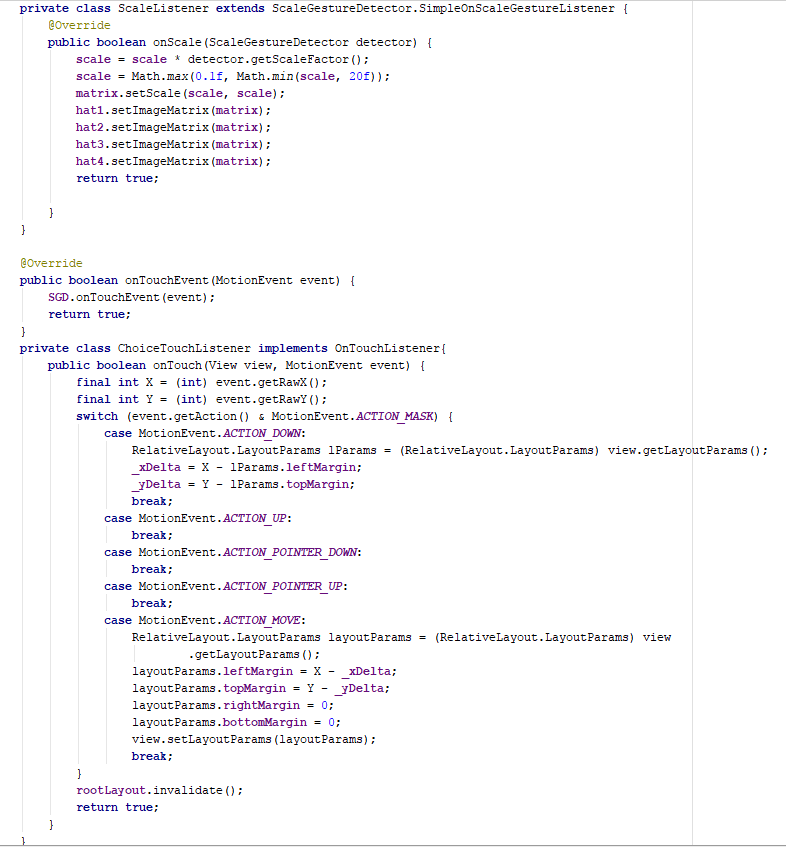 private class ScaleListener extends ScaleGestureDetector.SimpleOnScaleGestureListener {
    @Override
    public boolean onScale(ScaleGestureDetector detector) {
        scale = scale * detector.getScaleFactor();
        scale = Math.max(0.1f, Math.min(scale, 20f));
        matrix.setScale(scale, scale);
        hat1.setImageMatrix(matrix);
        hat2.setImageMatrix(matrix);
        hat3.setImageMatrix(matrix);
        hat4.setImageMatrix(matrix);
        return true;
    }
}
@Override
public boolean onTouchEvent(MotionEvent event) {
    SGD.onTouchEvent(event);
    return true;
}
private class ChoiceTouchListener implements OnTouchListener{
    public boolean onTouch(View view, MotionEvent event) {
        final int X = (int) event.getRawX();
        final int Y = (int) event.getRawY();
        switch (event.getAction() & MotionEvent.ACTION_MASK) {
            case MotionEvent.ACTION_DOWN:
                RelativeLayout.LayoutParams lParams = (RelativeLayout.LayoutParams) view.getLayoutParams();
                _xDelta = X - lParams.leftMargin;
                _yDelta = Y - lParams.topMargin;
                break;
            case MotionEvent.ACTION_UP:
                break;
            case MotionEvent.ACTION_POINTER_DOWN:
                break;
            case MotionEvent.ACTION_POINTER_UP:
                break;
            case MotionEvent.ACTION_MOVE:
                RelativeLayout.LayoutParams layoutParams = (RelativeLayout.LayoutParams) view
                        .getLayoutParams();
                layoutParams.leftMargin = X - _xDelta;
                layoutParams.topMargin = Y - _yDelta;
                layoutParams.rightMargin = 0;
                layoutParams.bottomMargin = 0;
                view.setLayoutParams(layoutParams);
                break;
        }
        rootLayout.invalidate();
        return true;
    }
}